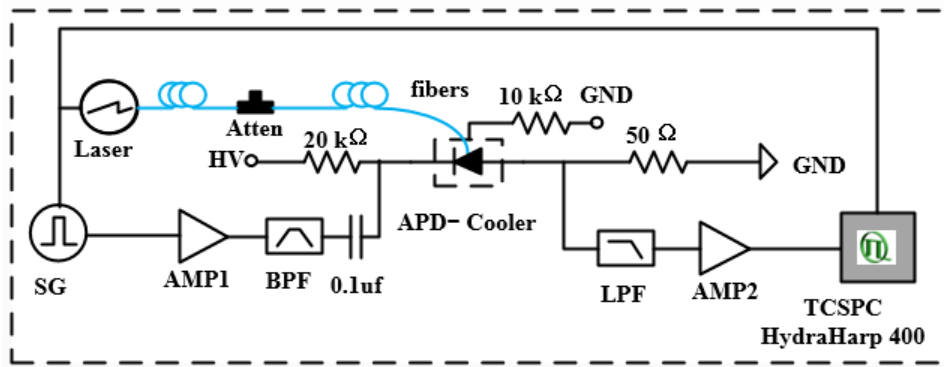 fibers
10 kΩ GND
Atten
20 kΩ
50 Ω
Laser
HV
GND
APD- Cooler
SG
AMP1
BPF
0.1uf
LPF
AMP2
TCSPC
HydraHarp 400